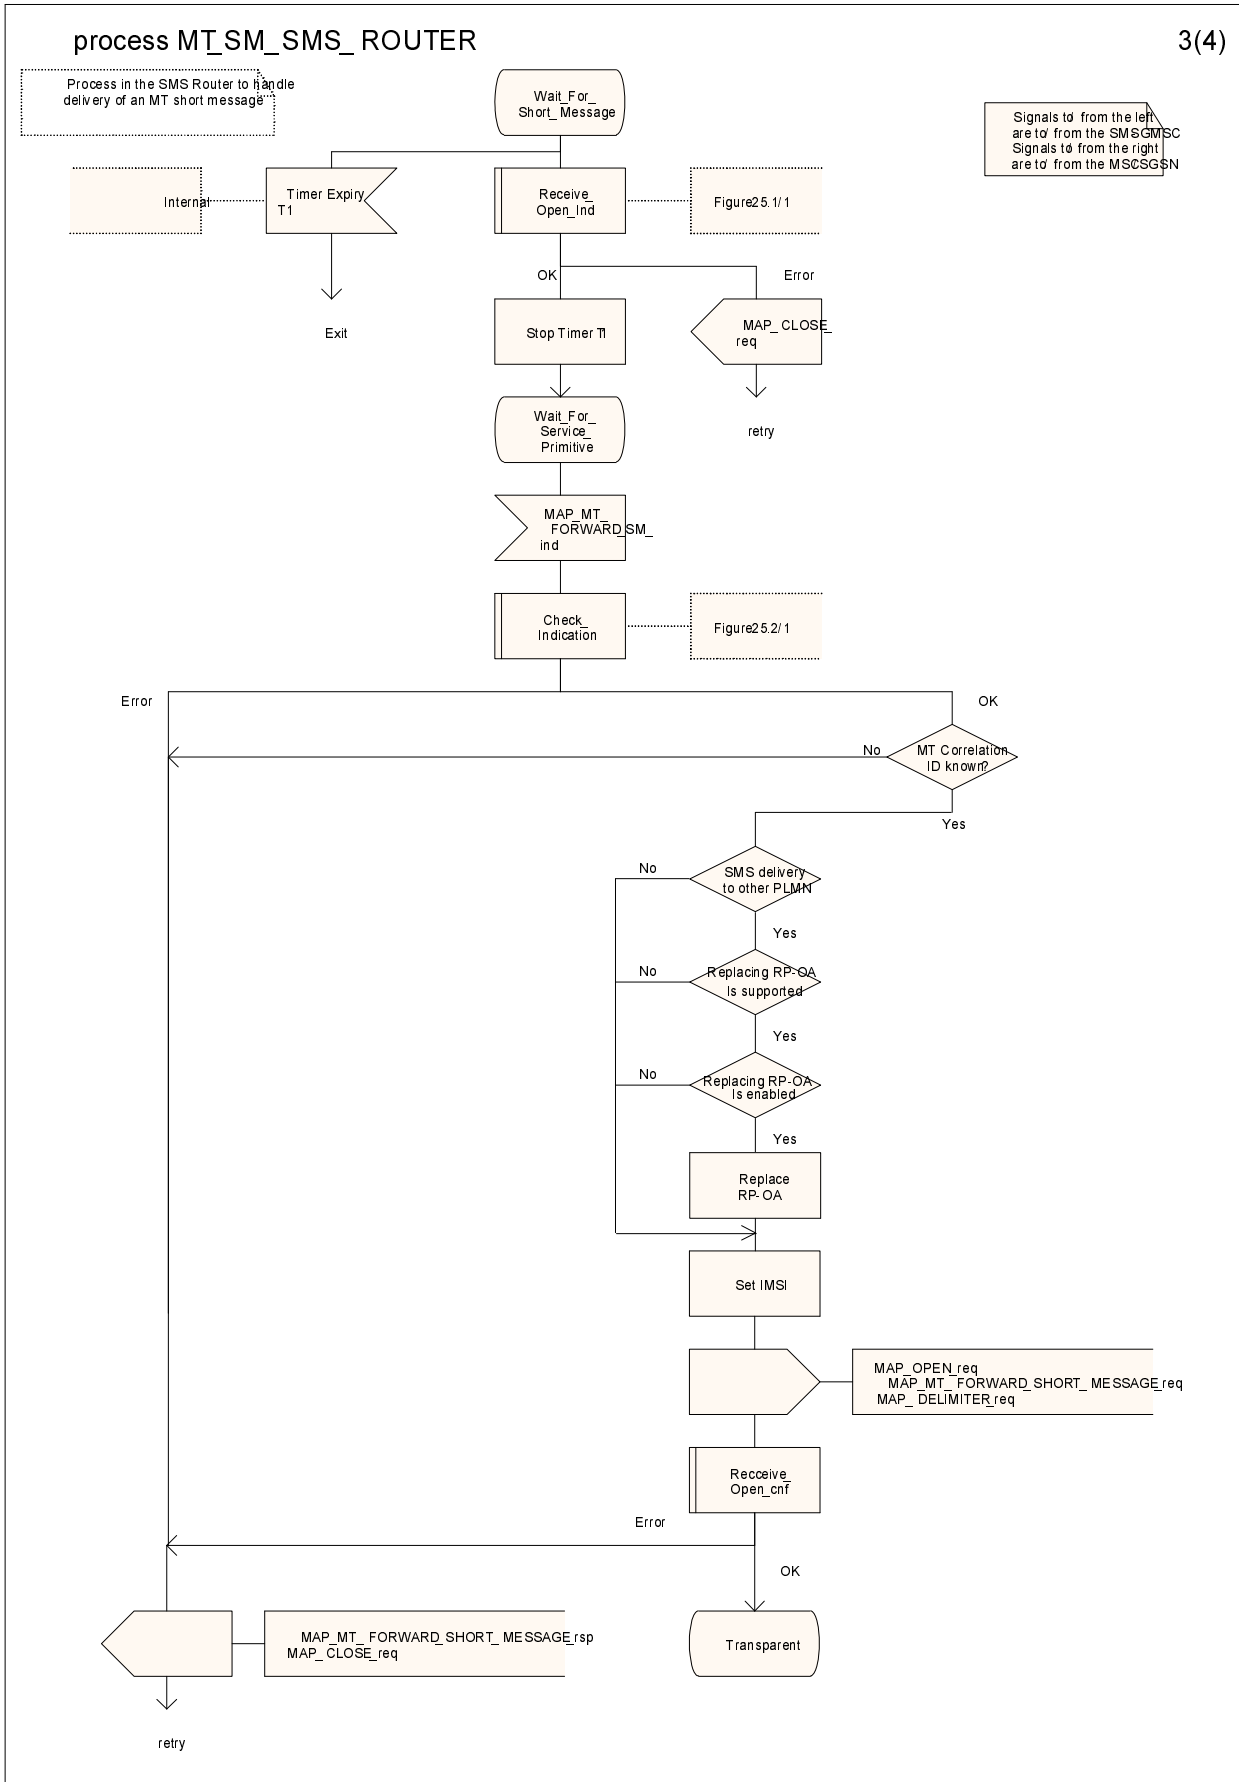 process MT_SM_SMS_ROUTER
3(4)
Process in the SMS Router to handle
delivery of an MT short message
Wait_For_
Short_Message
Signals to/ from the left
are to/ from the SMS-GMSC
Signals to/ from the right
are to/ from the MSC/SGSN
Internal
Timer Expiry
T1
Receive_
Open_Ind
Figure25.1/1
OK
Error
Exit
Stop Timer T1
MAP_CLOSE_
req
retry
Wait_For_
Service_
Primitive
MAP_MT_
FORWARD_SM_
ind
Check_
Indication
Figure25.2/1
Error
OK
No
MT Correlation
ID known?
Yes
No
SMS delivery
to other PLMN
Yes
No
Replacing RP-OA
Is supported
Yes
No
Replacing RP-OA
Is enabled
Yes
Replace
RP-OA
Set IMSI
MAP_OPEN_req
MAP_MT_FORWARD_SHORT_MESSAGE_req
MAP_DELIMITER_req
Recceive_
Open_cnf
Error
OK
MAP_MT_FORWARD_SHORT_MESSAGE_rsp
MAP_CLOSE_req
Transparent
retry